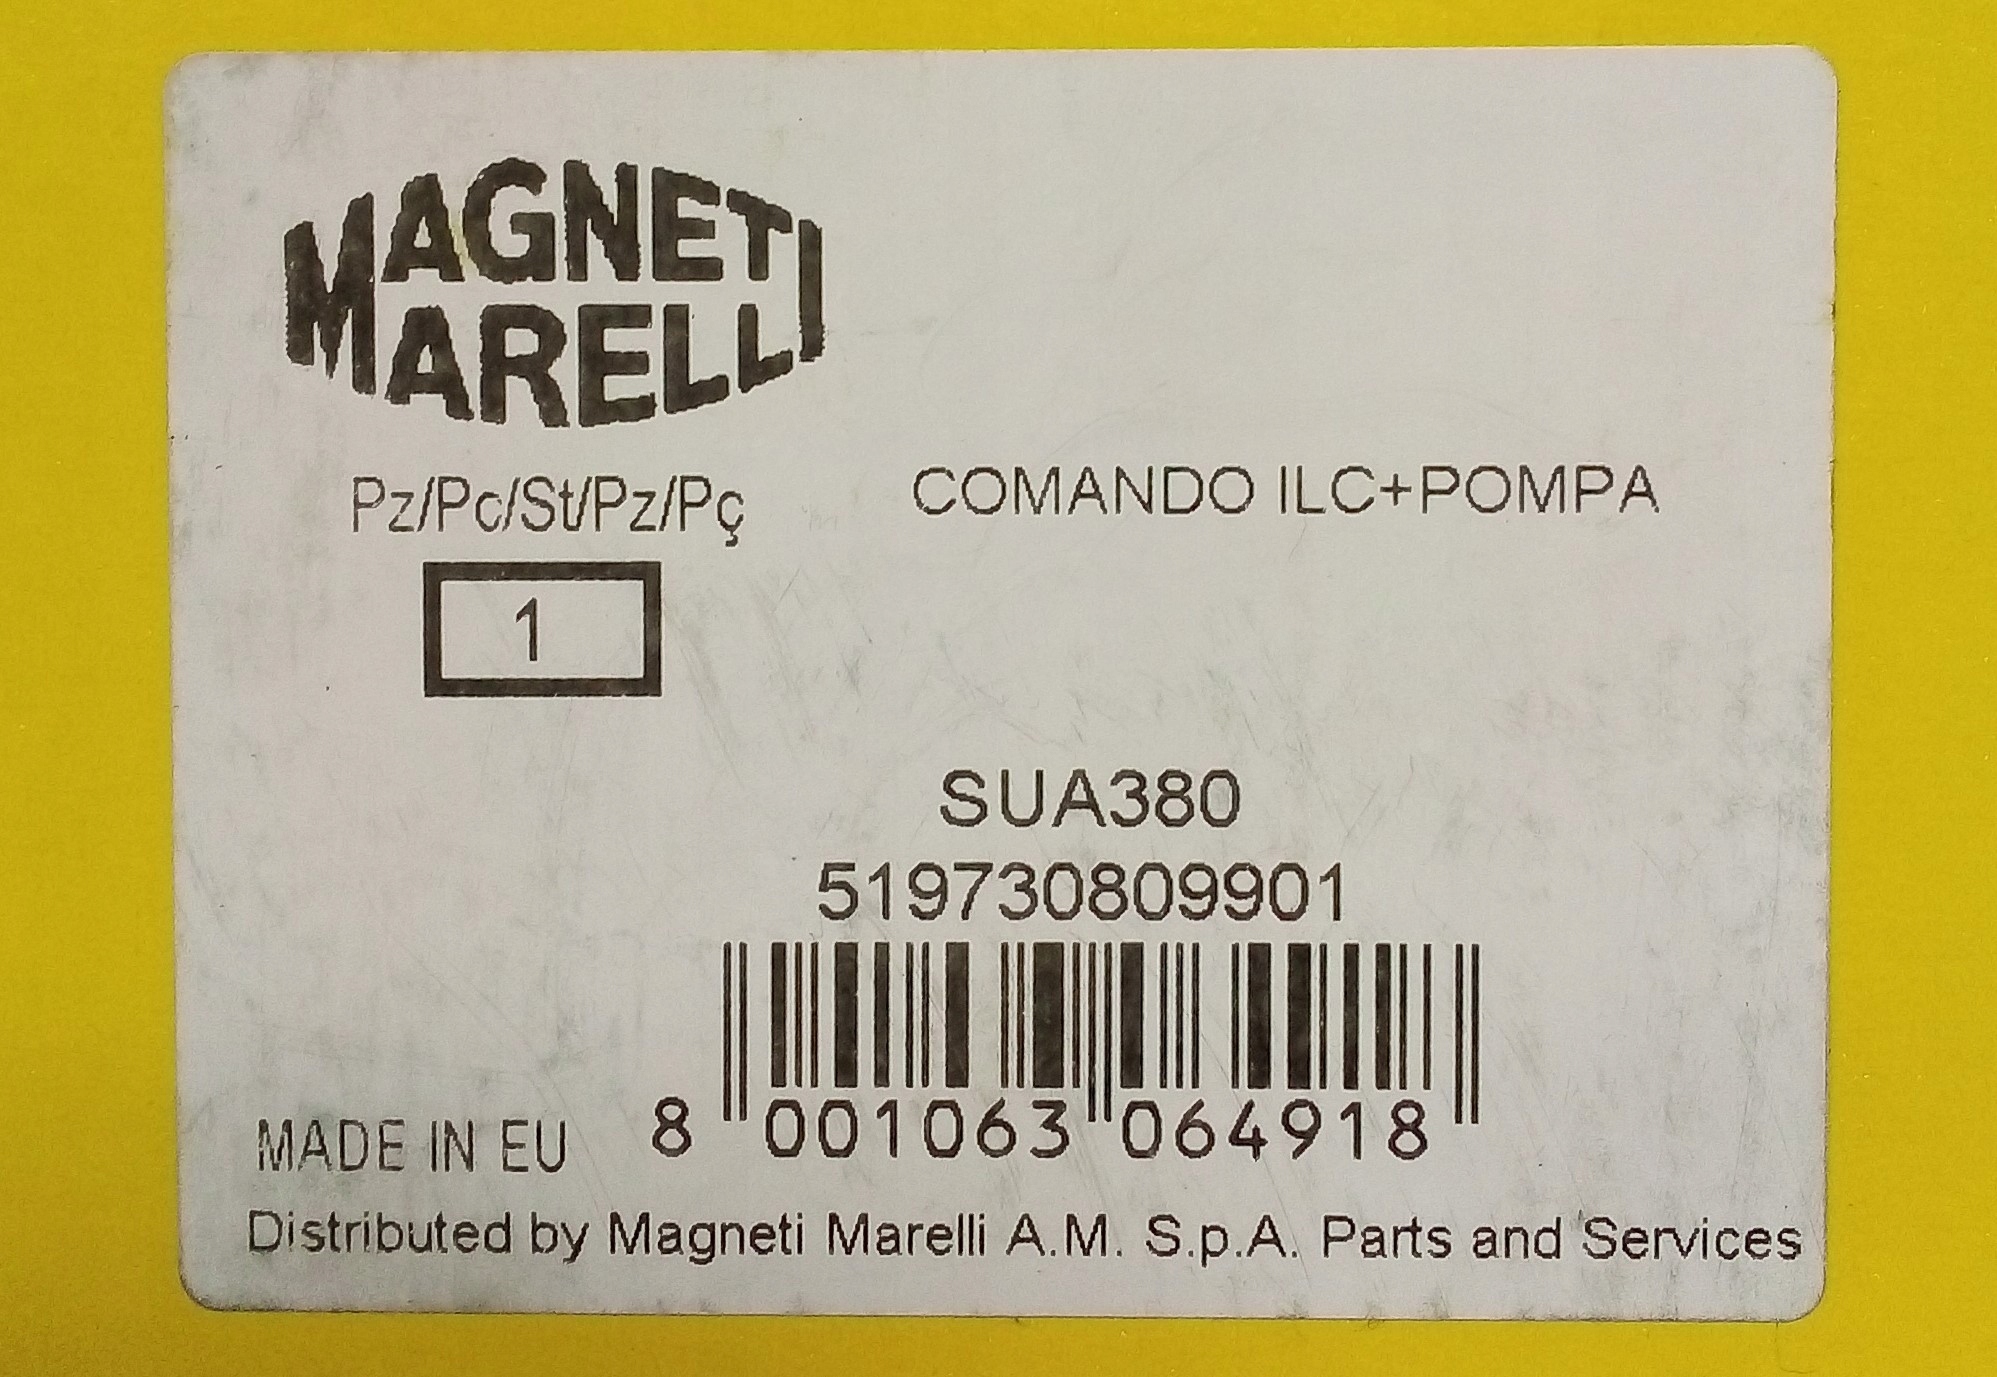 MAGNETI
MARELLI
Pz/Pc/St/Pz/Pç
COMANDO ILC+POMPA
1
SUA380
519730809901
8 001063 064918
MADE IN EU
Distributed by Magneti Marelli A.M. S.p.A. Parts and Services